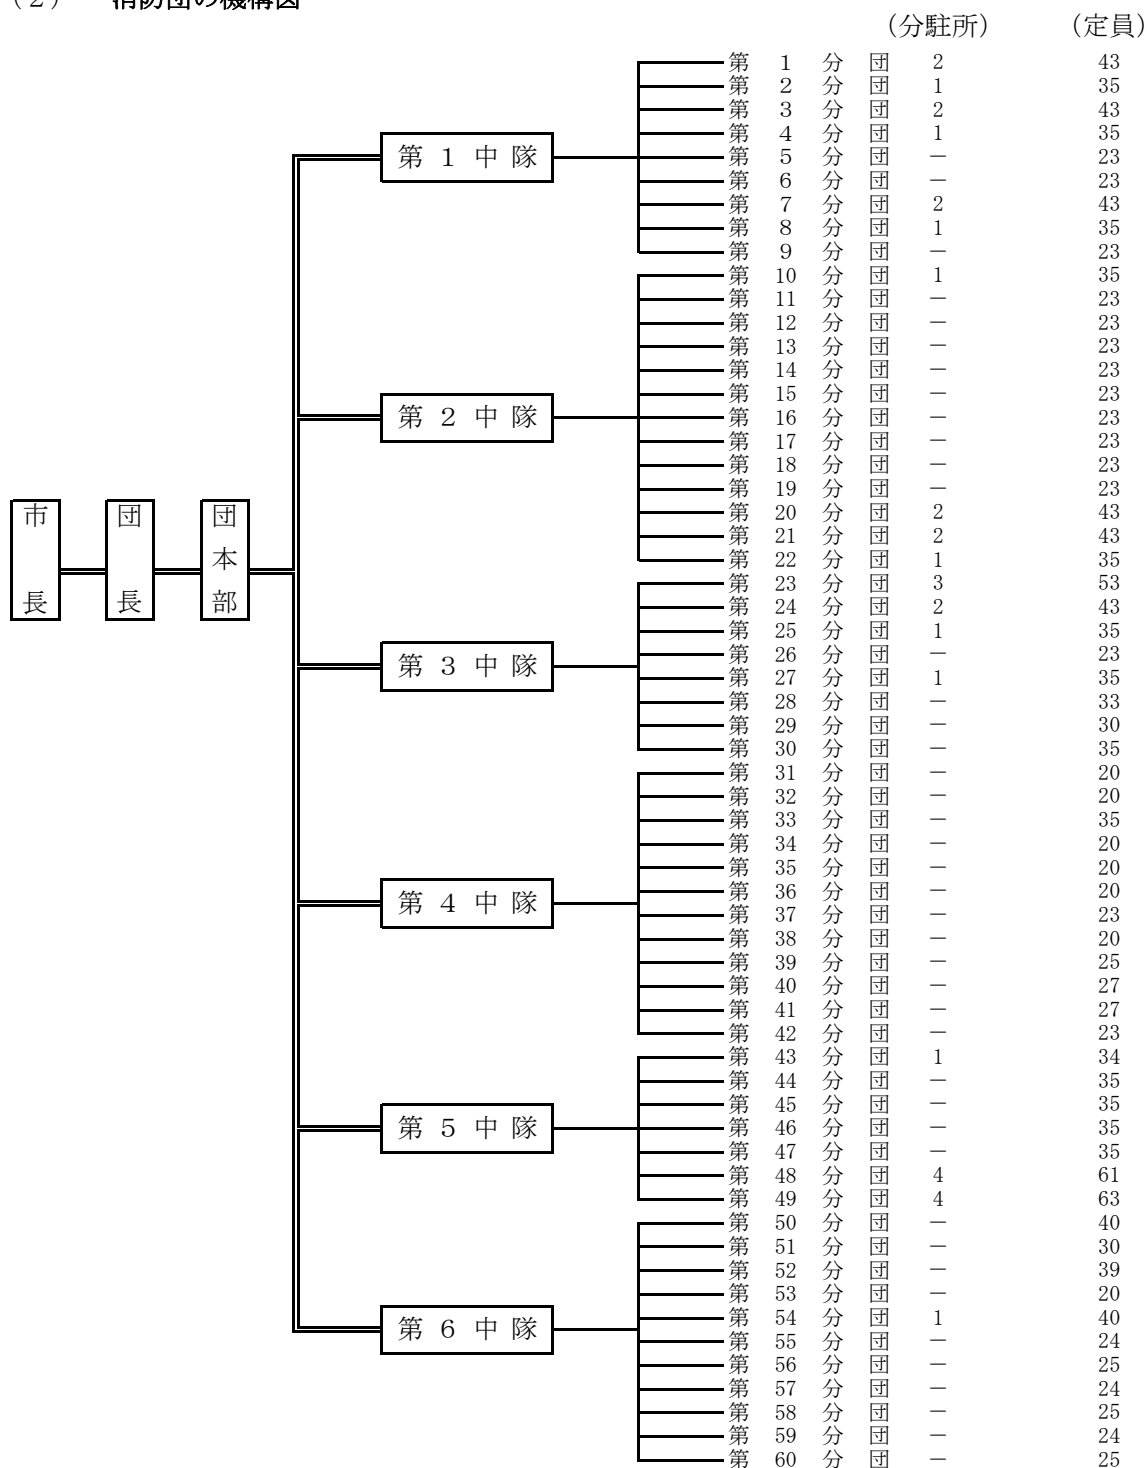 （２）　消防団の機構図
（分駐所）　（定員）
第 1 分 団 2 43
第 2 分 団 1 35
第 3 分 団 2 43
第 4 分 団 1 35
第 1 中 隊
第 5 分 団 － 23
第 6 分 団 － 23
第 7 分 団 2 43
第 8 分 団 1 35
第 9 分 団 － 23
第 10 分 団 1 35
第 11 分 団 － 23
第 12 分 団 － 23
第 13 分 団 － 23
第 14 分 団 － 23
第 15 分 団 － 23
第 2 中 隊
第 16 分 団 － 23
第 17 分 団 － 23
第 18 分 団 － 23
第 19 分 団 － 23
市長
団長
団本部
第 20 分 団 2 43
第 21 分 団 2 43
第 22 分 団 1 35
第 23 分 団 3 53
第 24 分 団 2 43
第 25 分 団 1 35
第 3 中 隊
第 26 分 団 － 23
第 27 分 団 1 35
第 28 分 団 － 33
第 29 分 団 － 30
第 30 分 団 － 35
第 31 分 団 － 20
第 32 分 団 － 20
第 33 分 団 － 35
第 34 分 団 － 20
第 35 分 団 － 20
第 36 分 団 － 20
第 4 中 隊
第 37 分 団 － 23
第 38 分 団 － 20
第 39 分 団 － 25
第 40 分 団 － 27
第 41 分 団 － 27
第 42 分 団 － 23
第 43 分 団 1 34
第 44 分 団 － 35
第 45 分 団 － 35
第 5 中 隊
第 46 分 団 － 35
第 47 分 団 － 35
第 48 分 団 4 61
第 49 分 団 4 63
第 50 分 団 － 40
第 51 分 団 － 30
第 52 分 団 － 39
第 53 分 団 － 20
第 54 分 団 1 40
第 6 中 隊
第 55 分 団 － 24
第 56 分 団 － 25
第 57 分 団 － 24
第 58 分 団 － 25
第 59 分 団 － 24
第 60 分 団 － 25